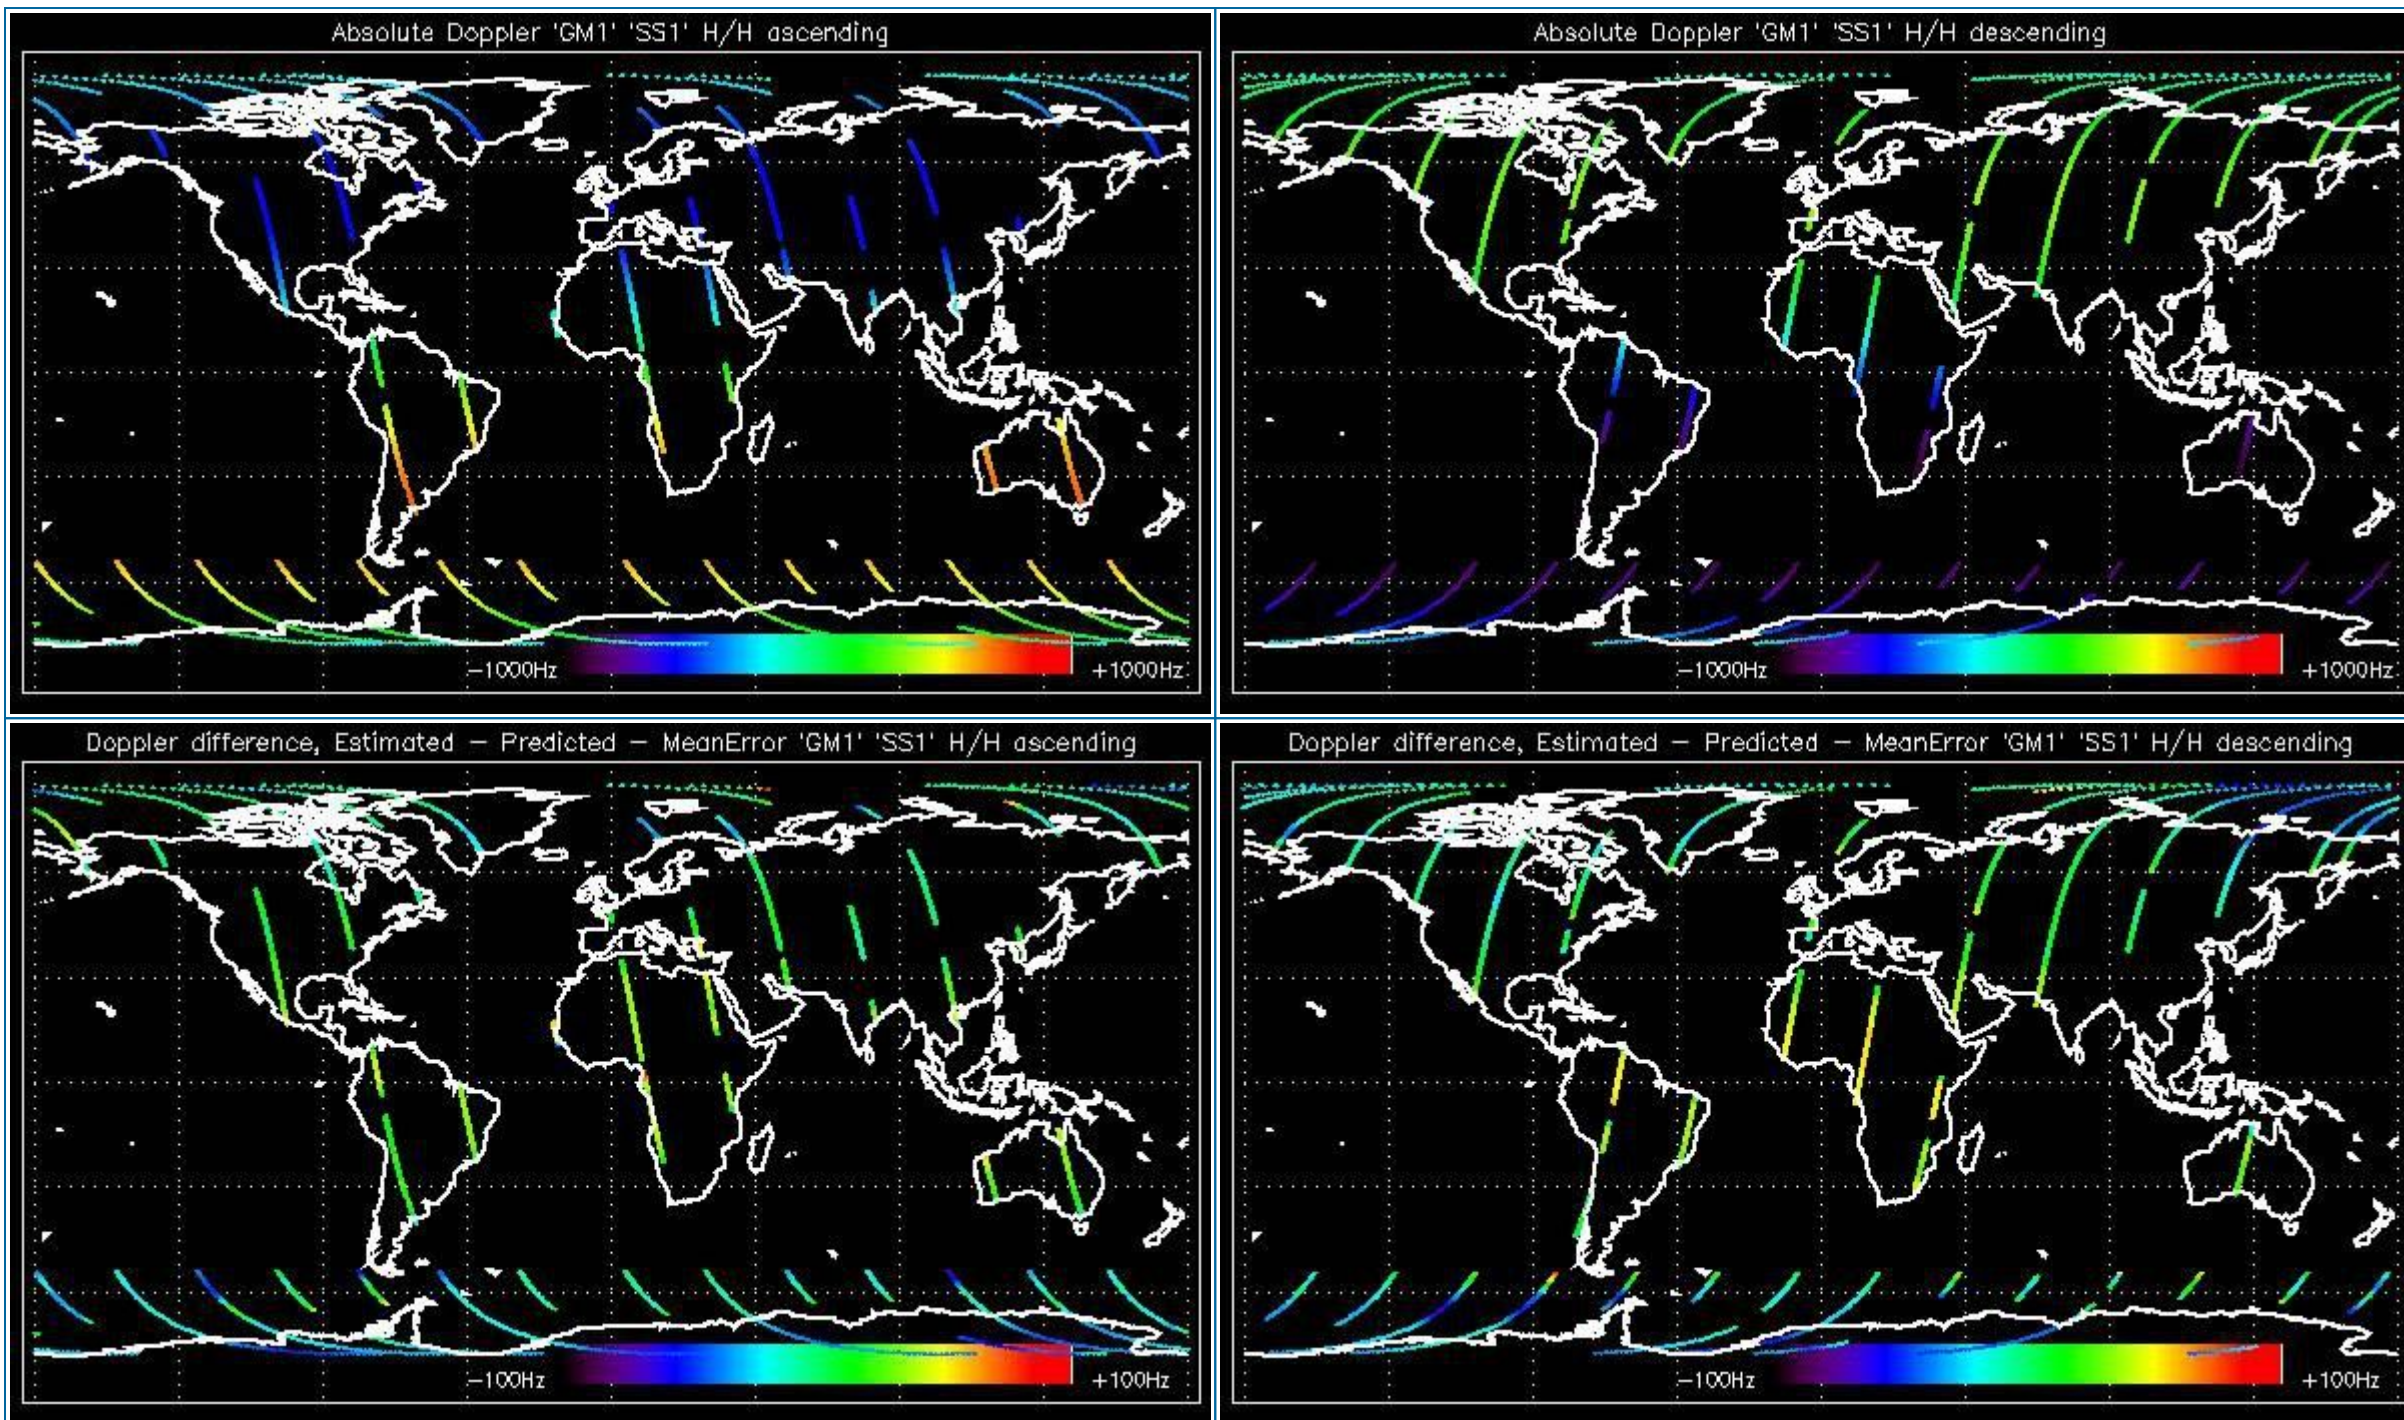 Absolute Doppler 'GM1' 'SS1' H/H ascending
-1000Hz
+1000Hz
Absolute Doppler 'GM1' 'SS1' H/H descending
-1000Hz
+1000Hz
Doppler difference, Estimated - Predicted - MeanError 'GM1' 'SS1' H/H ascending
-100Hz
+100Hz
Doppler difference, Estimated - Predicted - MeanError 'GM1' 'SS1' H/H descending
-100Hz
+100Hz